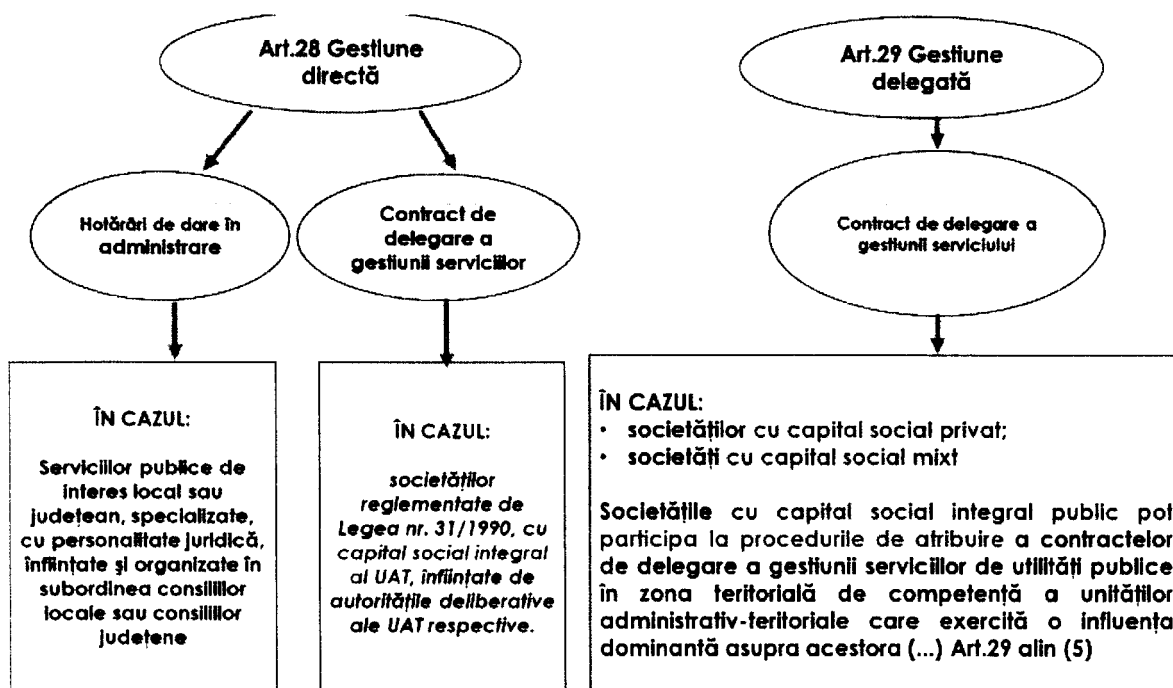 Art.28 Gestiune
directă
Art.29 Gestiune
delegată
Hotărâri de dare în
administrare
Contract de
delegare a
gestiunii serviciilor
Contract de delegare a
gestiunii serviciului
ÎN CAZUL:
Serviciilor publice de
interes local sau
județean, specializate,
cu personalitate juridică,
înființate și organizate în
subordinea consiliilor
locale sau consiliilor
județene
ÎN CAZUL:
societăților
reglementate de
Legea nr. 31/1990, cu
capital social integral
al UAT, înființate de
autoritățile deliberative
ale UAT respective.
ÎN CAZUL:
• societăților cu capital social privat;
• societăți cu capital social mixt
Societățile cu capital social integral public pot
participa la procedurile de atribuire a contractelor
de delegare a gestiunii serviciilor de utilități publice
în zona teritorială de competență a unităților
administrativ-teritoriale care exercită o influența
dominantă asupra acestora (...) Art.29 alin (5)